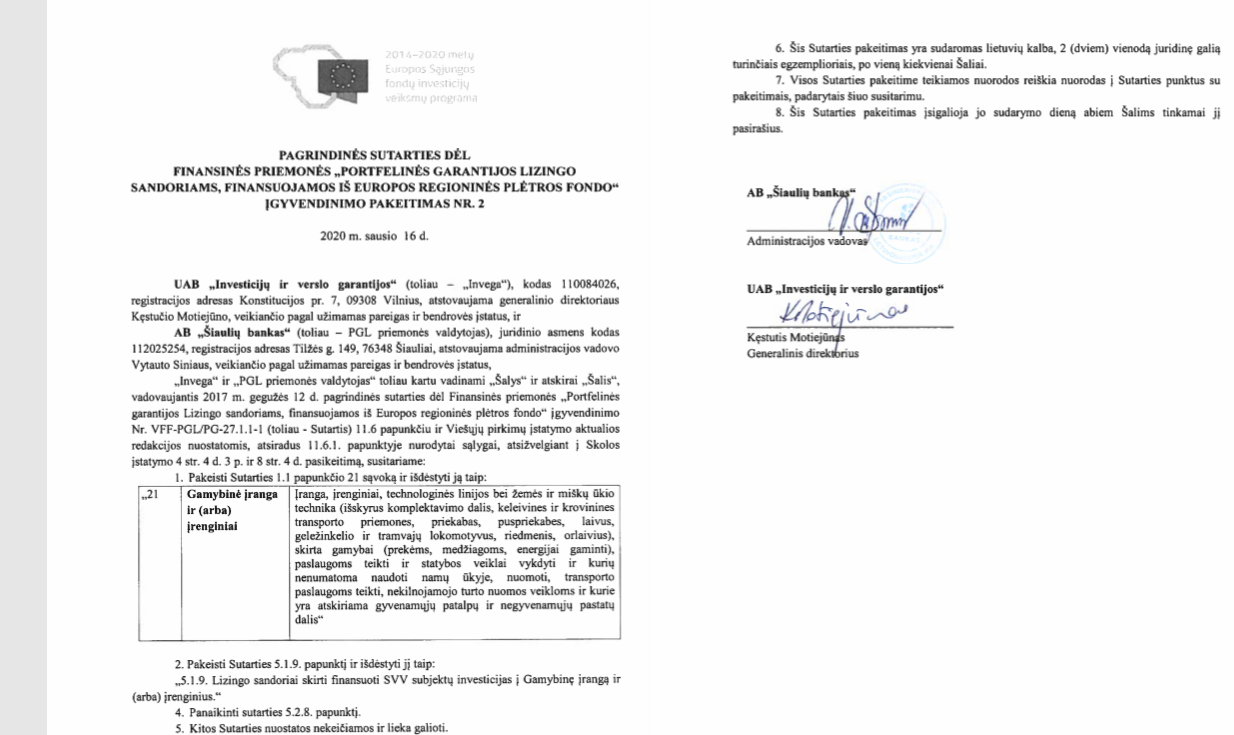 2014–2020 metų
Europos Sąjungos
fondų investicijų
veiksmų programa
PAGRINDINĖS SUTARTIES DĖL
FINANSINĖS PRIEMONĖS „PORTFELINĖS GARANTIJOS LIZINGO
SANDORIAMS, FINANSUOJAMOS IŠ EUROPOS REGIONINĖS PLĖTROS FONDO“
ĮGYVENDINIMO PAKEITIMAS NR. 2
2020 m. sausio 16 d.
UAB „Investicijų ir verslo garantijos“ (toliau – „Invega“), kodas 110084026,
registracijos adresas Konstitucijos pr. 7, 09308 Vilnius, atstovaujama generalinio direktoriaus
Kęstučio Motiejūno, veikiančio pagal užimamas pareigas ir bendrovės įstatus, ir
AB „Šiaulių bankas“ (toliau – PGL priemonės valdytojas), juridinio asmens kodas
112025254, registracijos adresas Tilžės g. 149, 76348 Šiauliai, atstovaujama administracijos vadovo
Vytauto Siniaus, veikiančio pagal užimamas pareigas ir bendrovės įstatus,
„Invega“ ir „PGL priemonės valdytojas“ toliau kartu vadinami „Šalys“ ir atskirai „Šalis“,
vadovaujantis 2017 m. gegužės 12 d. pagrindinės sutarties dėl Finansinės priemonės „Portfelinės
garantijos Lizingo sandoriams, finansuojamos iš Europos regioninės plėtros fondo“ įgyvendinimo
Nr. VFF-PGL/PG-27.1.1-1 (toliau - Sutartis) 11.6 papunkčiu ir Viešųjų pirkimų įstatymo aktualios
redakcijos nuostatomis, atsiradus 11.6.1. papunktyje nurodytai sąlygai, atsižvelgiant į Skolos
įstatymo 4 str. 4 d. 3 p. ir 8 str. 4 d. pasikeitimą, susitariame:
1. Pakeisti Sutarties 1.1 papunkčio 21 sąvoką ir išdėstyti ją taip:
„21 Gamybinė įranga ir (arba) įrenginiai
Įranga, įrenginiai, technologinės linijos bei žemės ir miškų ūkio
technika (išskyrus komplektavimo dalis, keleivines ir krovinines
transporto priemones, priekabas, puspriekabes, laivus,
geležinkelio ir tramvajų lokomotyvus, riedmenis, orlaivius),
skirta gamybai (prekėms, medžiagoms, energijai gaminti),
paslaugoms teikti ir statybos veiklai vykdyti ir kurių
nenumatoma naudoti namų ūkyje, nuomoti, transporto
paslaugoms teikti, nekilnojamojo turto nuomos veikloms ir kurie
yra atskiriama gyvenamųjų patalpų ir negyvenamųjų pastatų
dalis“
2. Pakeisti Sutarties 5.1.9. papunktį ir išdėstyti jį taip:
„5.1.9. Lizingo sandoriai skirti finansuoti SVV subjektų investicijas į Gamybinę įrangą ir
(arba) įrenginius.“
4. Panaikinti sutarties 5.2.8. papunktį.
5. Kitos Sutarties nuostatos nekeičiamos ir lieka galioti.
6. Šis Sutarties pakeitimas yra sudaromas lietuvių kalba, 2 (dviem) vienodą juridinę galią
turinčiais egzemplioriais, po vieną kiekvienai Šaliai.
7. Visos Sutarties pakeitime teikiamos nuorodos reiškia nuorodas į Sutarties punktus su
pakeitimais, padarytais šiuo susitarimu.
8. Šis Sutarties pakeitimas įsigalioja jo sudarymo dieną abiem Šalims tinkamai jį
pasirašius.
AB „Šiaulių bankas“
Administracijos vadovas
UAB „Investicijų ir verslo garantijos“
KMotiejūnas
Kęstutis Motiejūnas
Generalinis direktorius